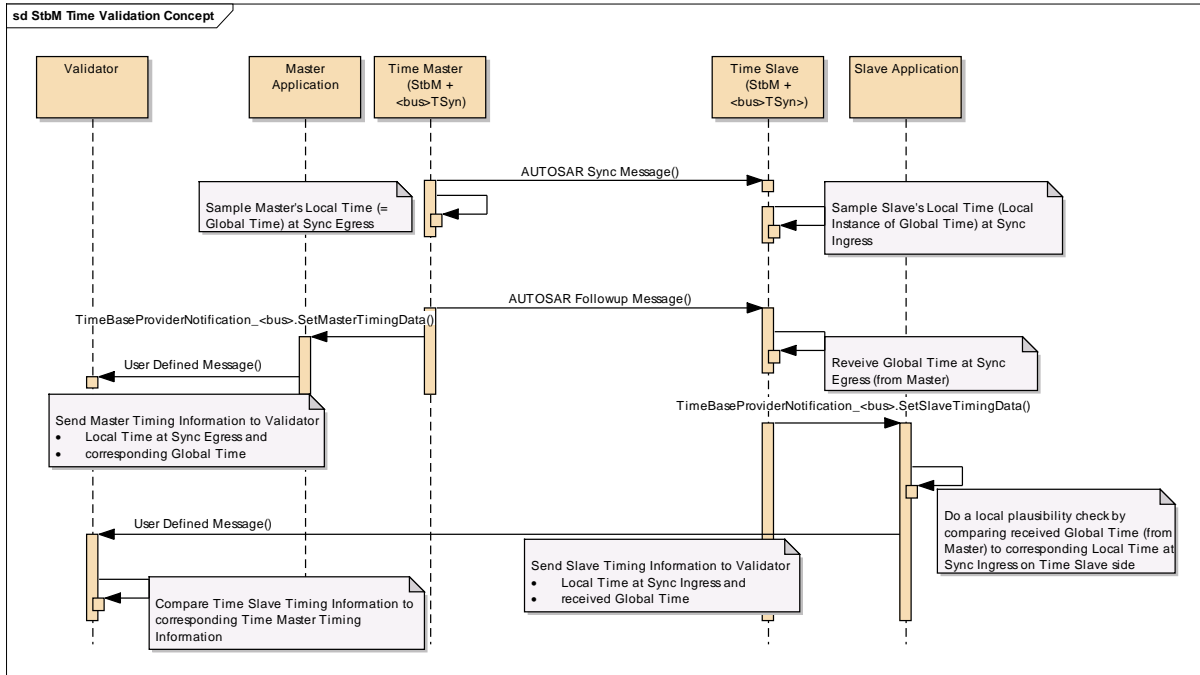 sd StbM Time Validation Concept
Validator
Master
Application
Time Master
(StbM +
<bus>TSyn)
Time Slave
(StbM +
<bus>TSyn>)
Slave Application
AUTOSAR Sync Message()
Sample Master's Local Time (=
Global Time) at Sync Egress
Sample Slave's Local Time (Local
Instance of Global Time) at Sync
Ingress
AUTOSAR Followup Message()
TimeBaseProviderNotification_<bus>.SetMasterTimingData()
User Defined Message()
Reveive Global Time at Sync
Egress (from Master)
Send Master Timing Information to Validator
• Local Time at Sync Egress and
• corresponding Global Time
TimeBaseProviderNotification_<bus>.SetSlaveTimingData()
Do a local plausibility check by
comparing received Global Time (from
Master) to corresponding Local Time at
Sync Ingress on Time Slave side
User Defined Message()
Send Slave Timing Information to Validator
• Local Time at Sync Ingress and
• received Global Time
Compare Time Slave Timing Information to
corresponding Time Master Timing
Information